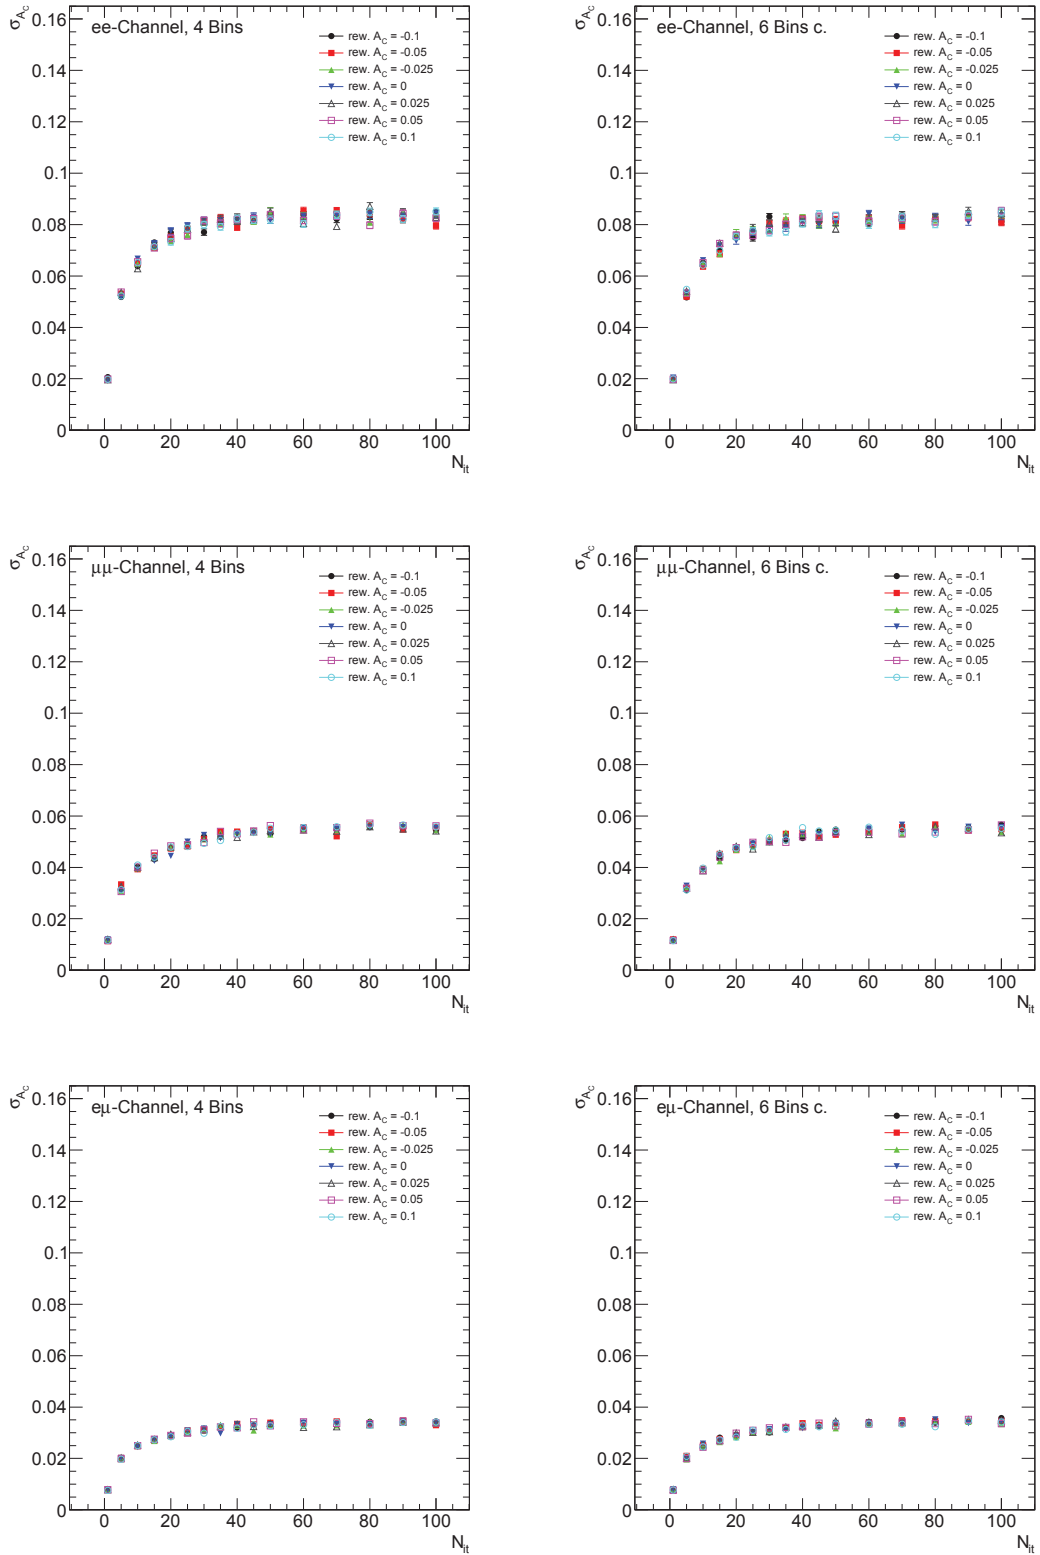 σ_A_C
ee-Channel, 4 Bins
rew. A_C = -0.1
rew. A_C = -0.05
rew. A_C = -0.025
rew. A_C = 0
rew. A_C = 0.025
rew. A_C = 0.05
rew. A_C = 0.1
0.16
0.14
0.12
0.1
0.08
0.06
0.04
0.02
0
0 20 40 60 80 100
N_it
σ_A_C
ee-Channel, 6 Bins c.
rew. A_C = -0.1
rew. A_C = -0.05
rew. A_C = -0.025
rew. A_C = 0
rew. A_C = 0.025
rew. A_C = 0.05
rew. A_C = 0.1
0.16
0.14
0.12
0.1
0.08
0.06
0.04
0.02
0
0 20 40 60 80 100
N_it
σ_A_C
μμ-Channel, 4 Bins
rew. A_C = -0.1
rew. A_C = -0.05
rew. A_C = -0.025
rew. A_C = 0
rew. A_C = 0.025
rew. A_C = 0.05
rew. A_C = 0.1
0.16
0.14
0.12
0.1
0.08
0.06
0.04
0.02
0
0 20 40 60 80 100
N_it
σ_A_C
μμ-Channel, 6 Bins c.
rew. A_C = -0.1
rew. A_C = -0.05
rew. A_C = -0.025
rew. A_C = 0
rew. A_C = 0.025
rew. A_C = 0.05
rew. A_C = 0.1
0.16
0.14
0.12
0.1
0.08
0.06
0.04
0.02
0
0 20 40 60 80 100
N_it
σ_A_C
eμ-Channel, 4 Bins
rew. A_C = -0.1
rew. A_C = -0.05
rew. A_C = -0.025
rew. A_C = 0
rew. A_C = 0.025
rew. A_C = 0.05
rew. A_C = 0.1
0.16
0.14
0.12
0.1
0.08
0.06
0.04
0.02
0
0 20 40 60 80 100
N_it
σ_A_C
eμ-Channel, 6 Bins c.
rew. A_C = -0.1
rew. A_C = -0.05
rew. A_C = -0.025
rew. A_C = 0
rew. A_C = 0.025
rew. A_C = 0.05
rew. A_C = 0.1
0.16
0.14
0.12
0.1
0.08
0.06
0.04
0.02
0
0 20 40 60 80 100
N_it